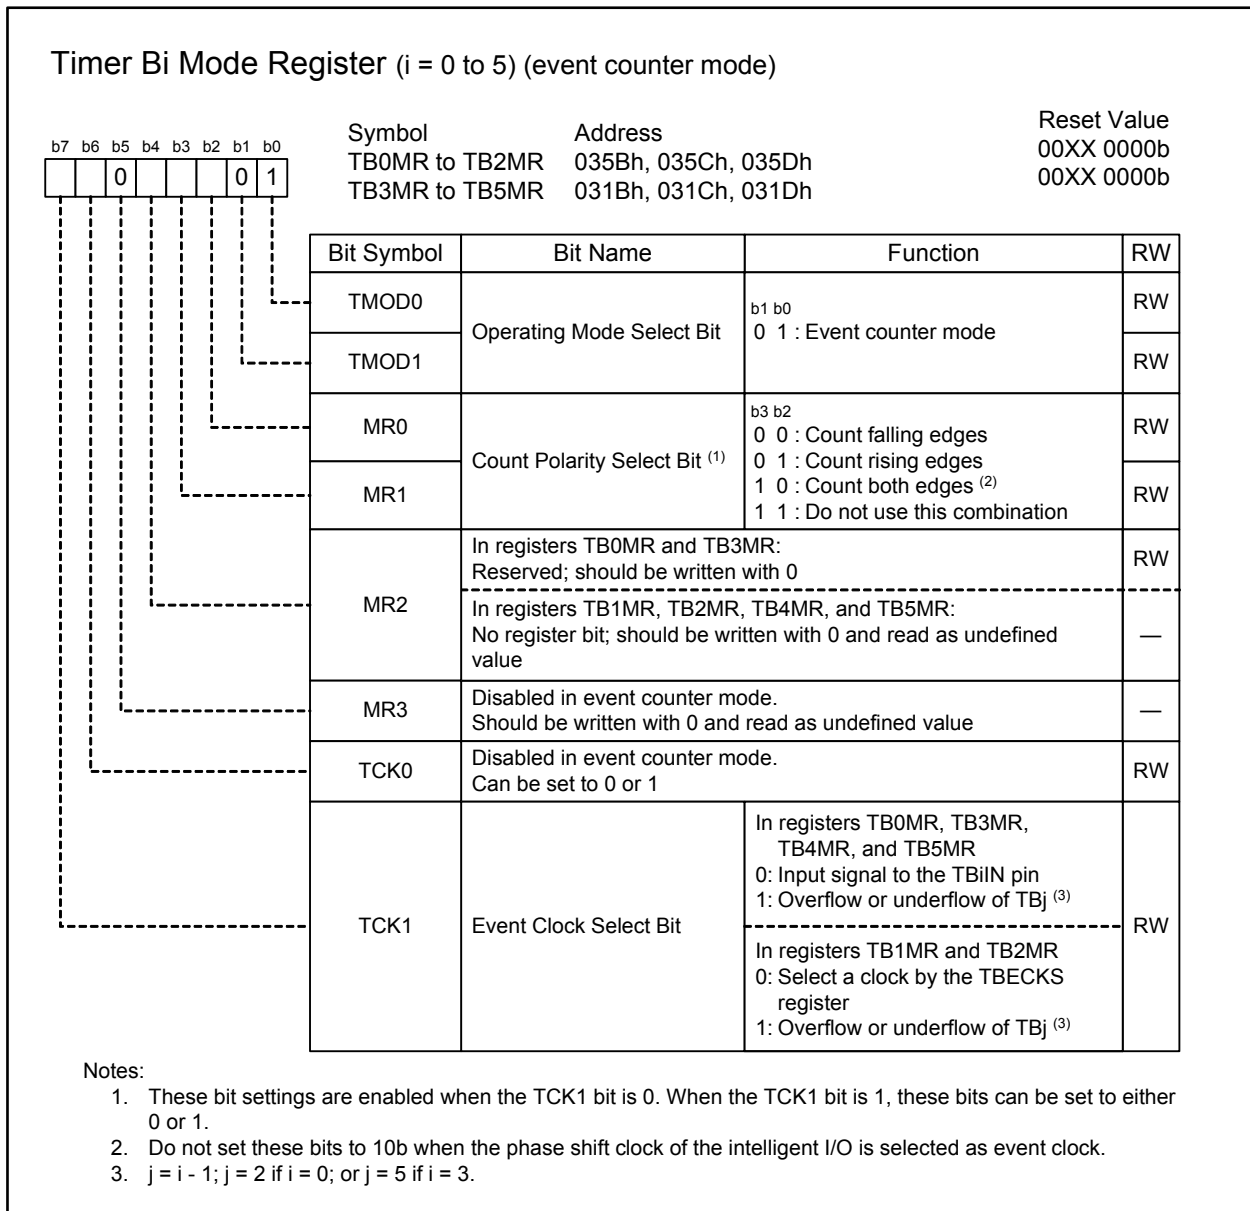 Timer Bi Mode Register (i = 0 to 5) (event counter mode)
b7 b6 b5 b4 b3 b2 b1 b0
0 0 1
Symbol Address Reset Value
TB0MR to TB2MR 035Bh, 035Ch, 035Dh 00XX 0000b
TB3MR to TB5MR 031Bh, 031Ch, 031Dh 00XX 0000b
Bit Symbol Bit Name Function RW
TMOD0 RW
Operating Mode Select Bit
b1 b0
0 1 : Event counter mode
TMOD1 RW
MR0 RW
Count Polarity Select Bit (1)
b3 b2
0 0 : Count falling edges
0 1 : Count rising edges
1 0 : Count both edges (2)
1 1 : Do not use this combination
MR1 RW
MR2
In registers TB0MR and TB3MR:
Reserved; should be written with 0
RW
In registers TB1MR, TB2MR, TB4MR, and TB5MR:
No register bit; should be written with 0 and read as undefined
value
—
MR3
Disabled in event counter mode.
Should be written with 0 and read as undefined value
—
TCK0
Disabled in event counter mode.
Can be set to 0 or 1
RW
TCK1
Event Clock Select Bit
In registers TB0MR, TB3MR,
TB4MR, and TB5MR
0: Input signal to the TBiIN pin
1: Overflow or underflow of TBj (3)
In registers TB1MR and TB2MR
0: Select a clock by the TBECKS
register
1: Overflow or underflow of TBj (3)
RW
Notes:
1. These bit settings are enabled when the TCK1 bit is 0. When the TCK1 bit is 1, these bits can be set to either
0 or 1.
2. Do not set these bits to 10b when the phase shift clock of the intelligent I/O is selected as event clock.
3. j = i - 1; j = 2 if i = 0; or j = 5 if i = 3.